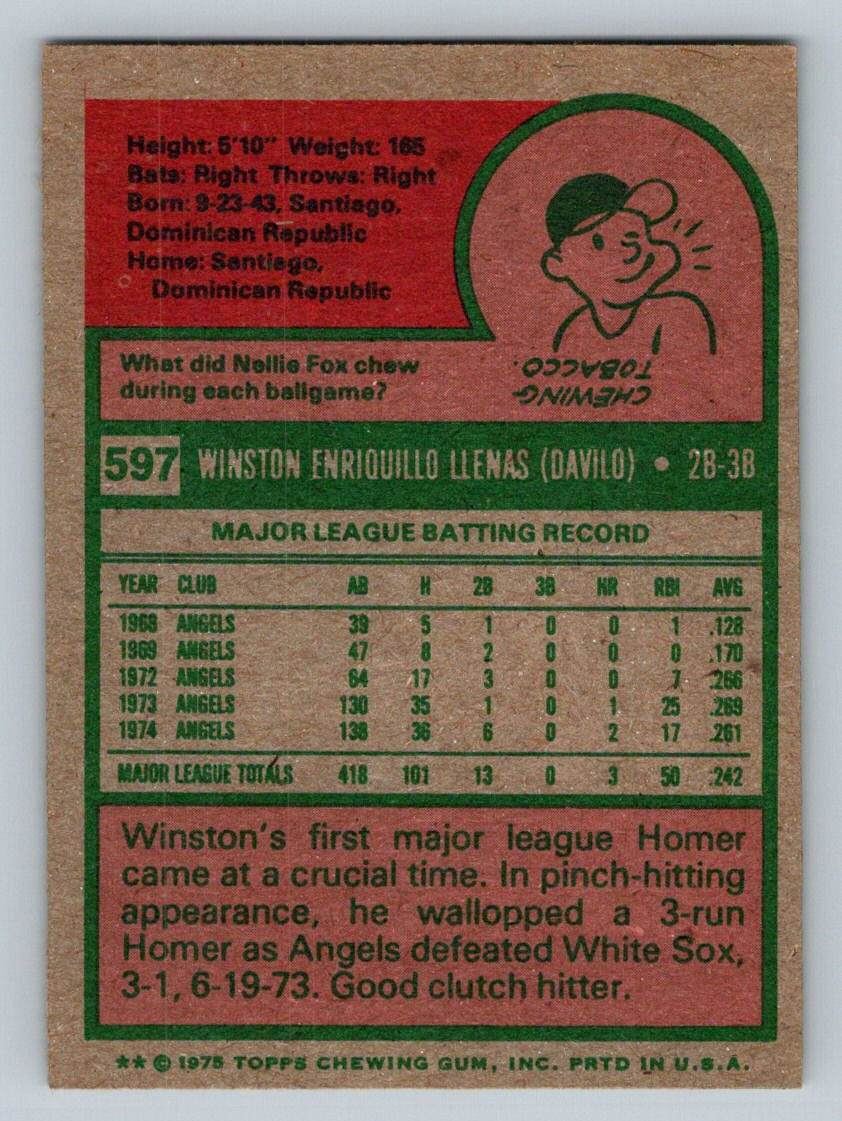 Height: 5'10" Weight: 165
Bats: Right Throws: Right
Born: 9-23-43, Santiago,
Dominican Republic
Home: Santiago,
Dominican Republic
What did Nellie Fox chew
during each ballgame?
CHEWING
TOBACCO.
597 WINSTON ENRIQUILLO LLENAS (DAVILO) • 2B-3B
MAJOR LEAGUE BATTING RECORD
YEAR CLUB AB H 2B 3B HR RBI AVG
1968 ANGELS 39 5 1 0 0 1 .128
1969 ANGELS 47 8 2 0 0 0 .170
1972 ANGELS 64 17 3 0 0 7 .266
1973 ANGELS 130 35 1 0 1 25 .269
1974 ANGELS 138 36 6 0 2 17 .261
MAJOR LEAGUE TOTALS 418 101 13 0 3 50 .242
Winston's first major league Homer
came at a crucial time. In pinch-hitting
appearance, he wallopped a 3-run
Homer as Angels defeated White Sox,
3-1, 6-19-73. Good clutch hitter.
** © 1975 TOPPS CHEWING GUM, INC. PRTD IN U.S.A.